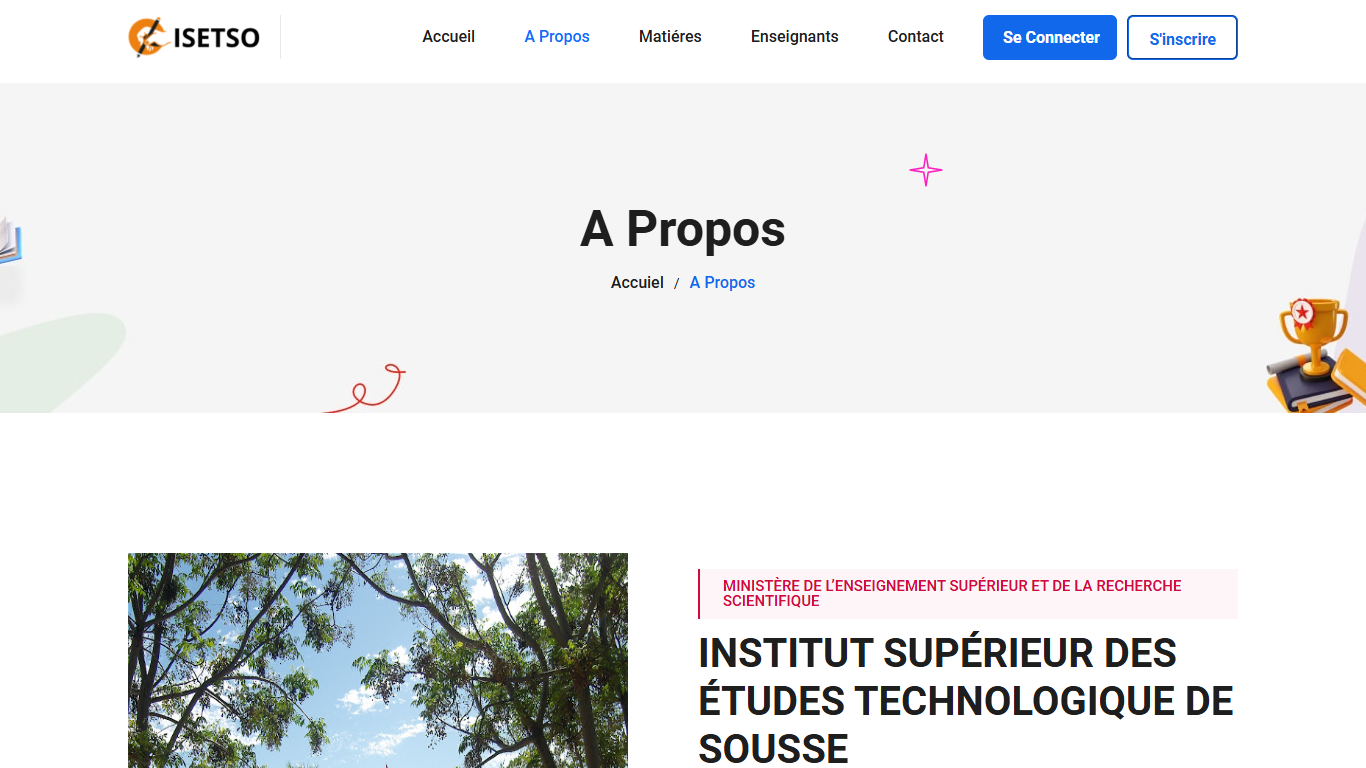 ISETSO
Accueil
A Propos
Matiéres
Enseignants
Contact
Se Connecter
S'inscrire
A Propos
Accuiel / A Propos
MINISTÈRE DE L’ENSEIGNEMENT SUPÉRIEUR ET DE LA RECHERCHE
SCIENTIFIQUE
INSTITUT SUPÉRIEUR DES
ÉTUDES TECHNOLOGIQUE DE
SOUSSE